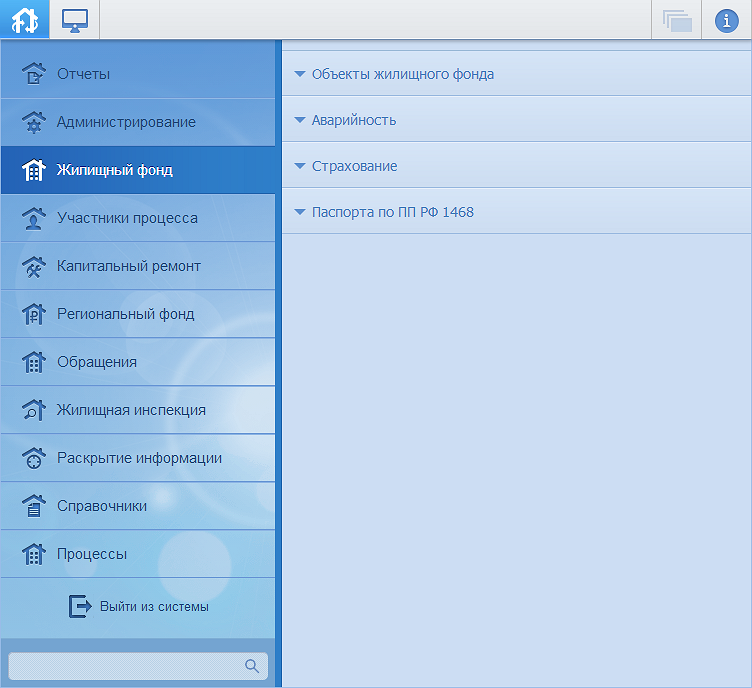 Отчеты
Администрирование
Жилищный фонд
Участники процесса
Капитальный ремонт
Региональный фонд
Обращения
Жилищная инспекция
Раскрытие информации
Справочники
Процессы
Выйти из системы
Объекты жилищного фонда
Аварийность
Страхование
Паспорта по ПП РФ 1468